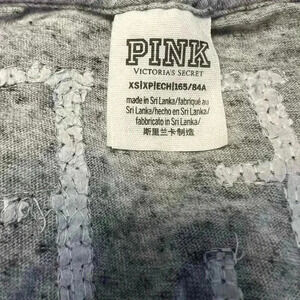 PINK
VICTORIA'S SECRET
XS|XP|ECH|165/84A
made in Sri Lanka/fabriqué au
Sri Lanka/hecho en Sri Lanka/
fabbricato in Sri Lanka/
斯里兰卡制造